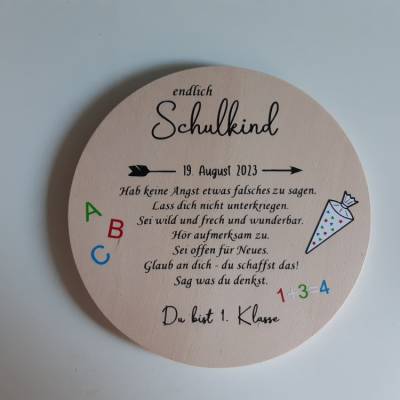 endlich
Schulkind
19. August 2023
Hab keine Angst etwas falsches zu sagen.
Lass dich nicht unterkriegen.
Sei wild und frech und wunderbar.
Hör aufmerksam zu.
Sei offen für Neues.
Glaub an dich - du schaffst das!
Sag was du denkst.
A
B
C
1+3=4
Du bist 1. Klasse